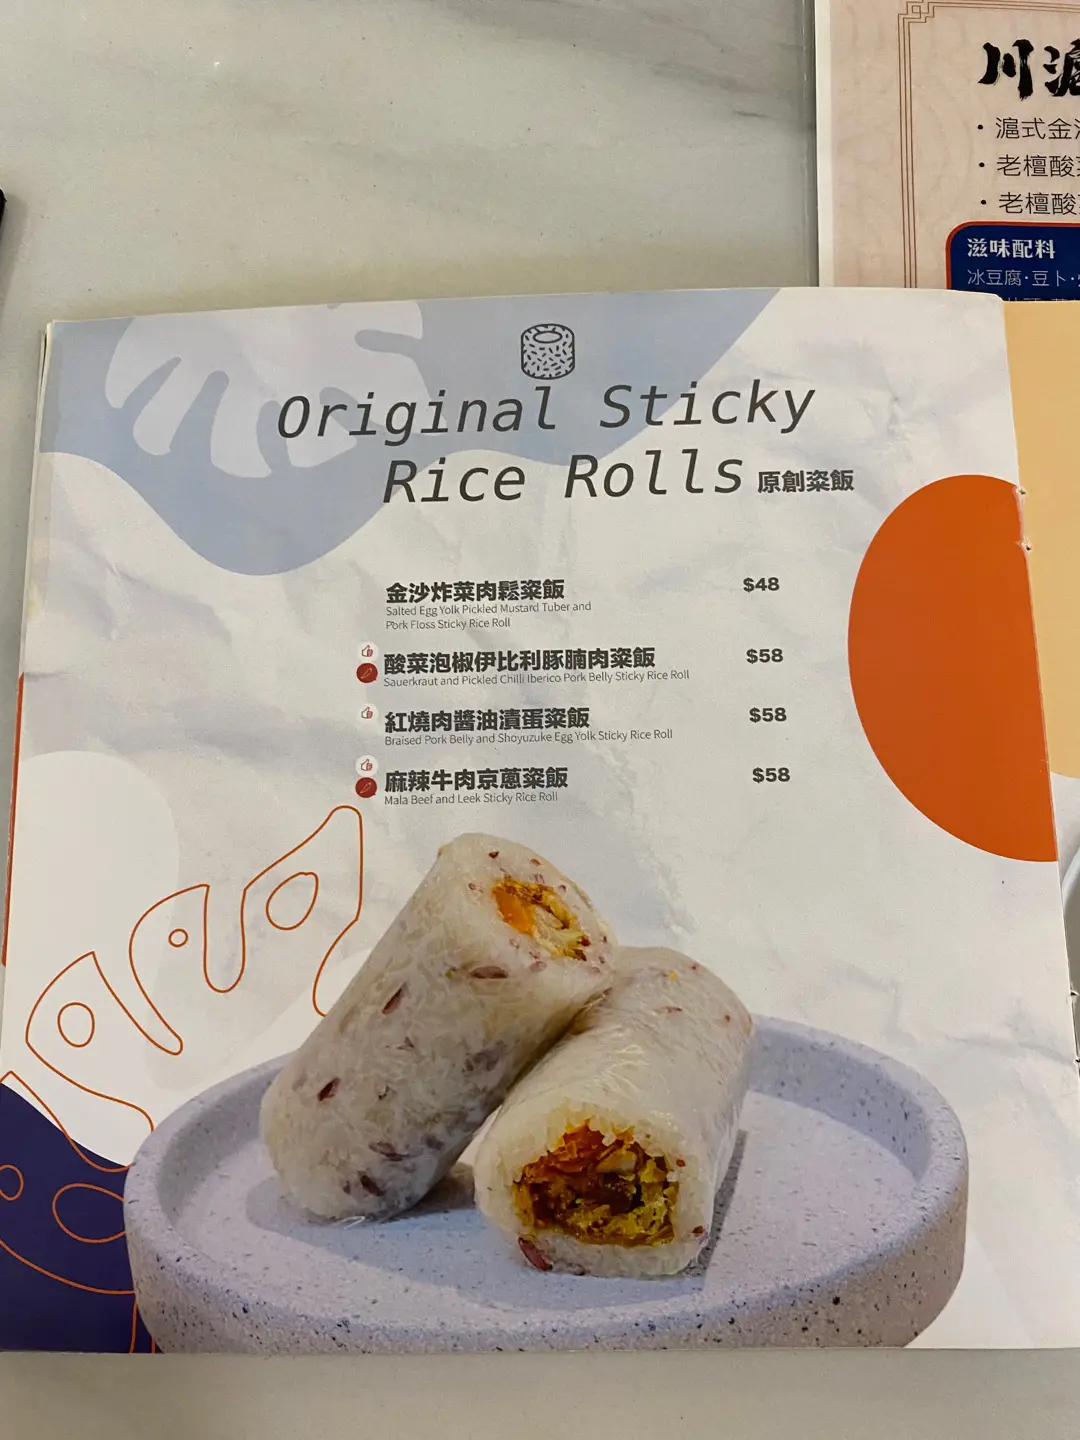 川滬
・滬式金沙
・老檀酸菜
・老檀酸菜
滋味配料
冰豆腐·豆卜·
Original Sticky
Rice Rolls 原創粢飯
金沙炸菜肉鬆粢飯 $48
Salted Egg Yolk Pickled Mustard Tuber and
Pork Floss Sticky Rice Roll
酸菜泡椒伊比利豚腩肉粢飯 $58
Sauerkraut and Pickled Chilli Iberico Pork Belly Sticky Rice Roll
紅燒肉醬油漬蛋粢飯 $58
Braised Pork Belly and Shoyuzuke Egg Yolk Sticky Rice Roll
麻辣牛肉京蔥粢飯 $58
Mala Beef and Leek Sticky Rice Roll